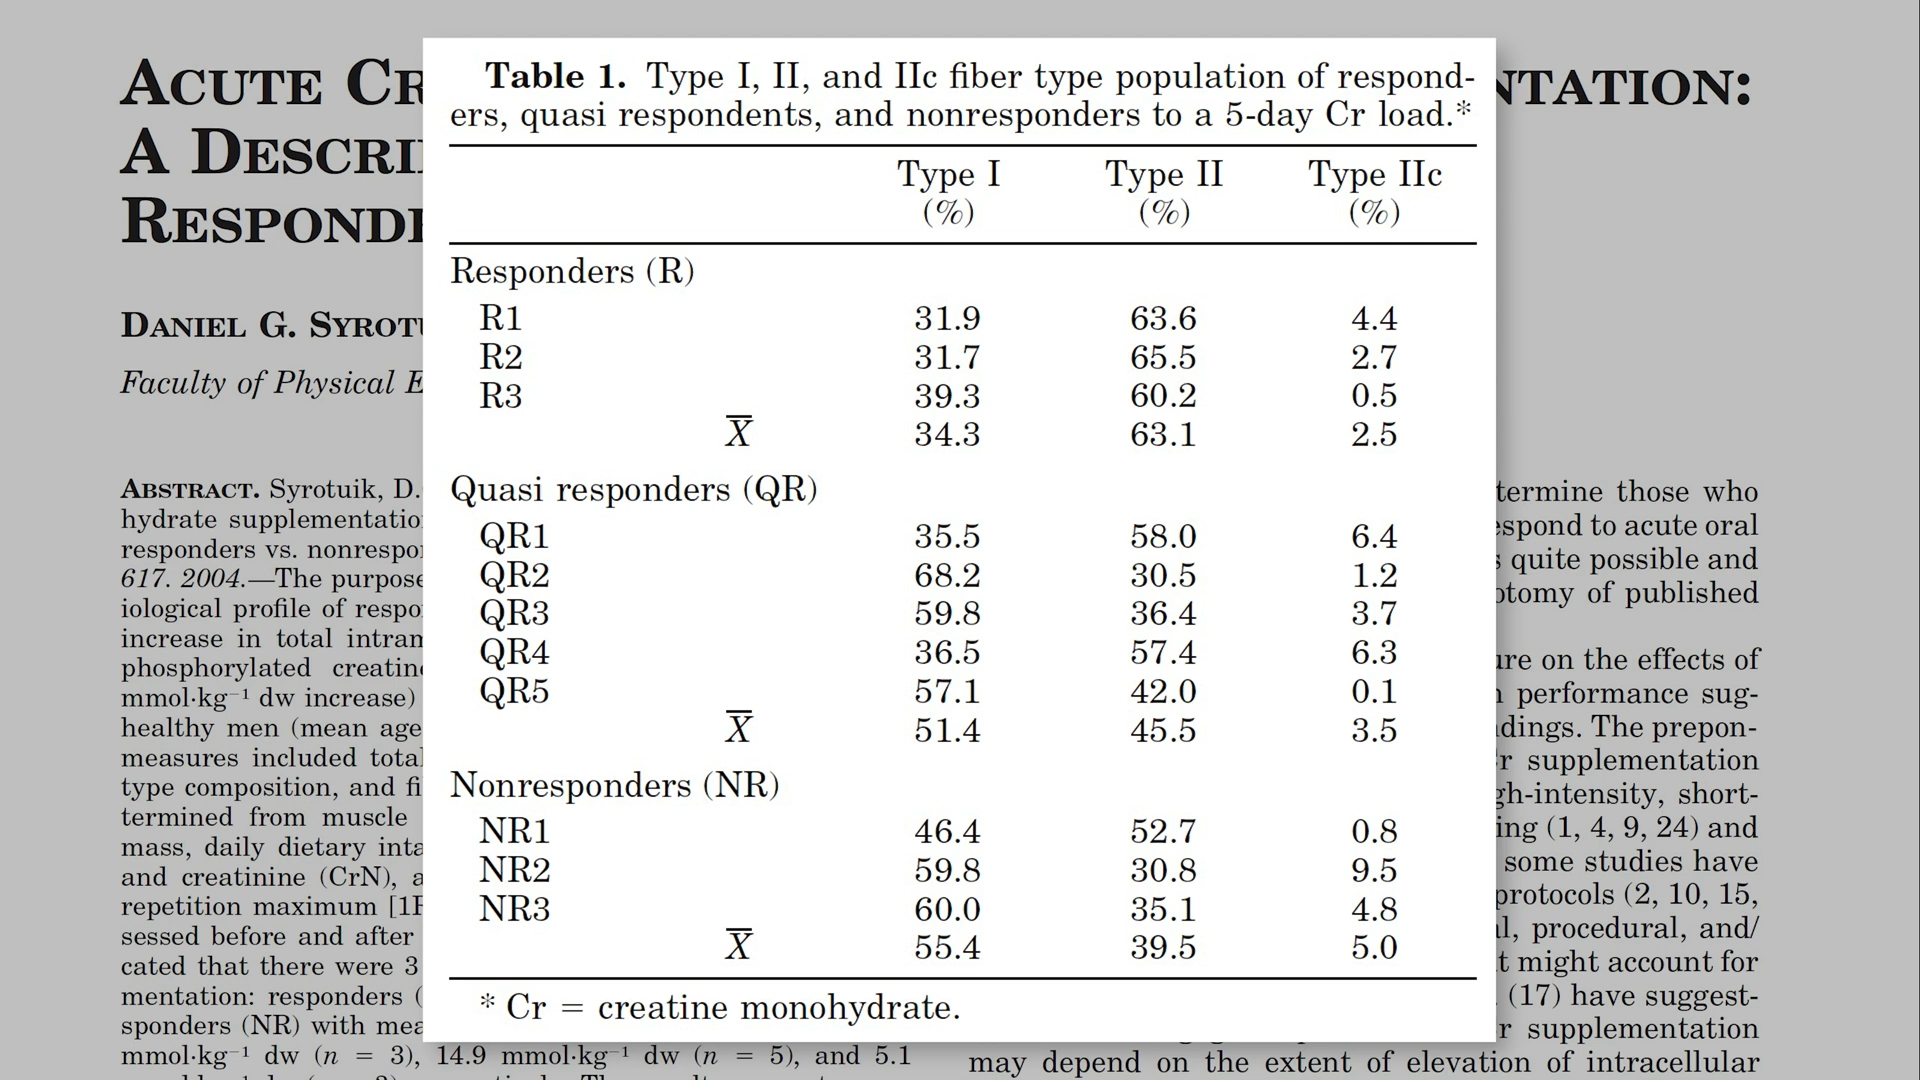 ACUTE CR
NTATION:
A DESCRI
RESPONDE
DANIEL G. SYROTU
Faculty of Physical E
ABSTRACT. Syrotuik, D.
hydrate supplementatio
responders vs. nonrespo
617. 2004.—The purpose
iological profile of respo
increase in total intram
phosphorylated creatine
mmol·kg⁻¹ dw increase)
healthy men (mean age
measures included total
type composition, and fi
termined from muscle
mass, daily dietary inta
and creatinine (CrN), a
repetition maximum [1R
sessed before and after
cated that there were 3
mentation: responders (
sponders (NR) with mea
mmol·kg⁻¹ dw (n = 3), 14.9 mmol·kg⁻¹ dw (n = 5), and 5.1
Table 1. Type I, II, and IIc fiber type population of respond-
ers, quasi respondents, and nonresponders to a 5-day Cr load.*
Type I Type II Type IIc
(%) (%) (%)
Responders (R)
R1 31.9 63.6 4.4
R2 31.7 65.5 2.7
R3 39.3 60.2 0.5
X̅ 34.3 63.1 2.5
Quasi responders (QR)
QR1 35.5 58.0 6.4
QR2 68.2 30.5 1.2
QR3 59.8 36.4 3.7
QR4 36.5 57.4 6.3
QR5 57.1 42.0 0.1
X̅ 51.4 45.5 3.5
Nonresponders (NR)
NR1 46.4 52.7 0.8
NR2 59.8 30.8 9.5
NR3 60.0 35.1 4.8
X̅ 55.4 39.5 5.0
* Cr = creatine monohydrate.
termine those who
espond to acute oral
s quite possible and
otomy of published
ure on the effects of
n performance sug-
dings. The prepon-
r supplementation
gh-intensity, short-
ing (1, 4, 9, 24) and
some studies have
protocols (2, 10, 15,
al, procedural, and/
t might account for
(17) have suggest-
r supplementation
may depend on the extent of elevation of intracellular